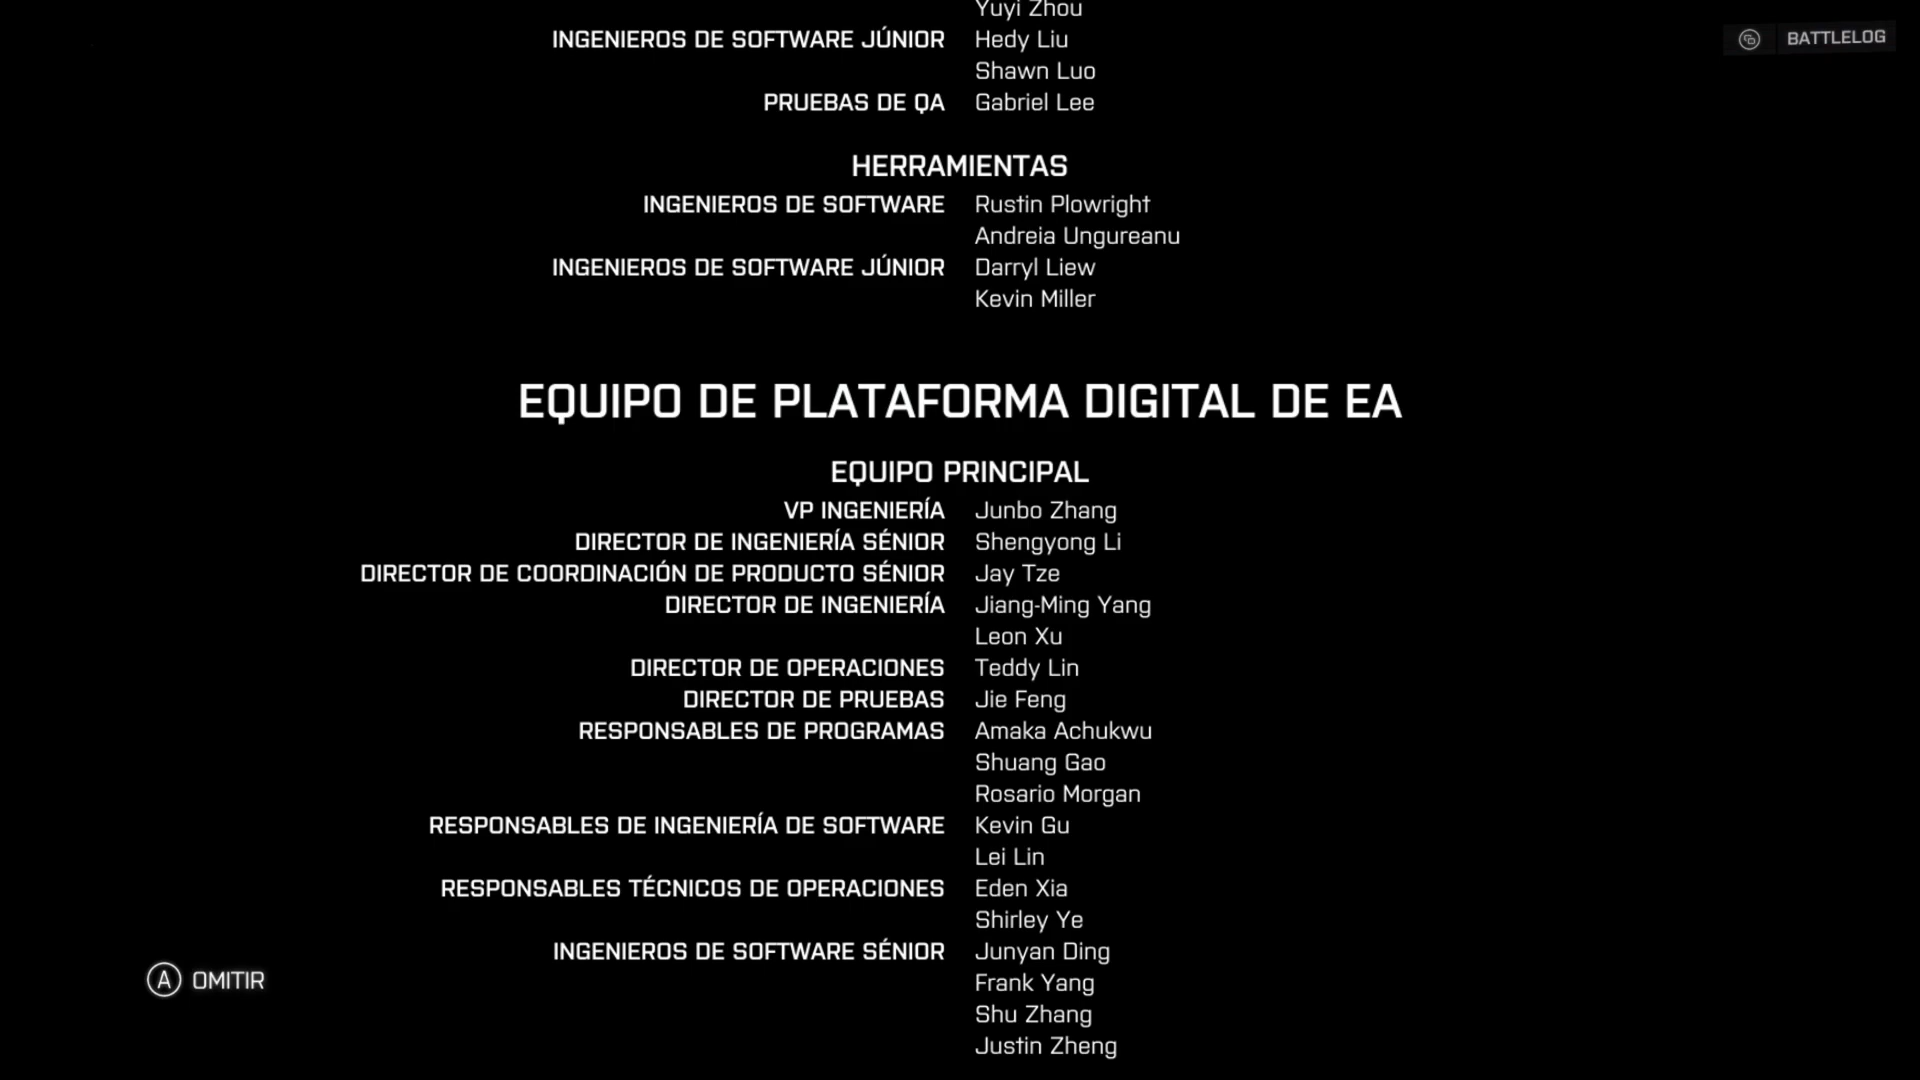 Yuyi Zhou
INGENIEROS DE SOFTWARE JÚNIOR Hedy Liu
BATTLELOG
Shawn Luo
PRUEBAS DE QA Gabriel Lee
HERRAMIENTAS
INGENIEROS DE SOFTWARE Rustin Plowright
Andreia Ungureanu
INGENIEROS DE SOFTWARE JÚNIOR Darryl Liew
Kevin Miller
EQUIPO DE PLATAFORMA DIGITAL DE EA
EQUIPO PRINCIPAL
VP INGENIERÍA Junbo Zhang
DIRECTOR DE INGENIERÍA SÉNIOR Shengyong Li
DIRECTOR DE COORDINACIÓN DE PRODUCTO SÉNIOR Jay Tze
DIRECTOR DE INGENIERÍA Jiang-Ming Yang
Leon Xu
DIRECTOR DE OPERACIONES Teddy Lin
DIRECTOR DE PRUEBAS Jie Feng
RESPONSABLES DE PROGRAMAS Amaka Achukwu
Shuang Gao
Rosario Morgan
RESPONSABLES DE INGENIERÍA DE SOFTWARE Kevin Gu
Lei Lin
RESPONSABLES TÉCNICOS DE OPERACIONES Eden Xia
Shirley Ye
INGENIEROS DE SOFTWARE SÉNIOR Junyan Ding
A OMITIR
Frank Yang
Shu Zhang
Justin Zheng